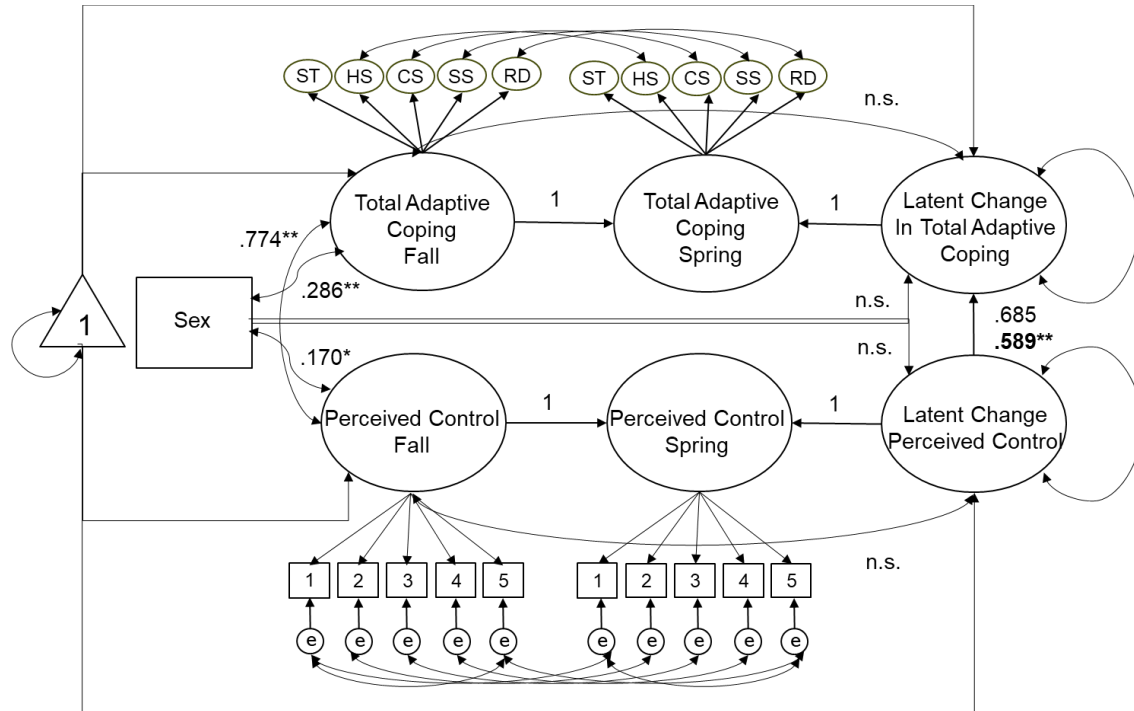 ST
HS
CS
SS
RD
ST
HS
CS
SS
RD
n.s.
Total Adaptive
Coping
Fall
1
Total Adaptive
Coping
Spring
1
Latent Change
In Total Adaptive
Coping
.774**
.286**
1
Sex
n.s.
n.s.
.685
.589**
.170*
Perceived Control
Fall
1
Perceived Control
Spring
1
Latent Change
Perceived Control
n.s.
1
2
3
4
5
1
2
3
4
5
e
e
e
e
e
e
e
e
e
e